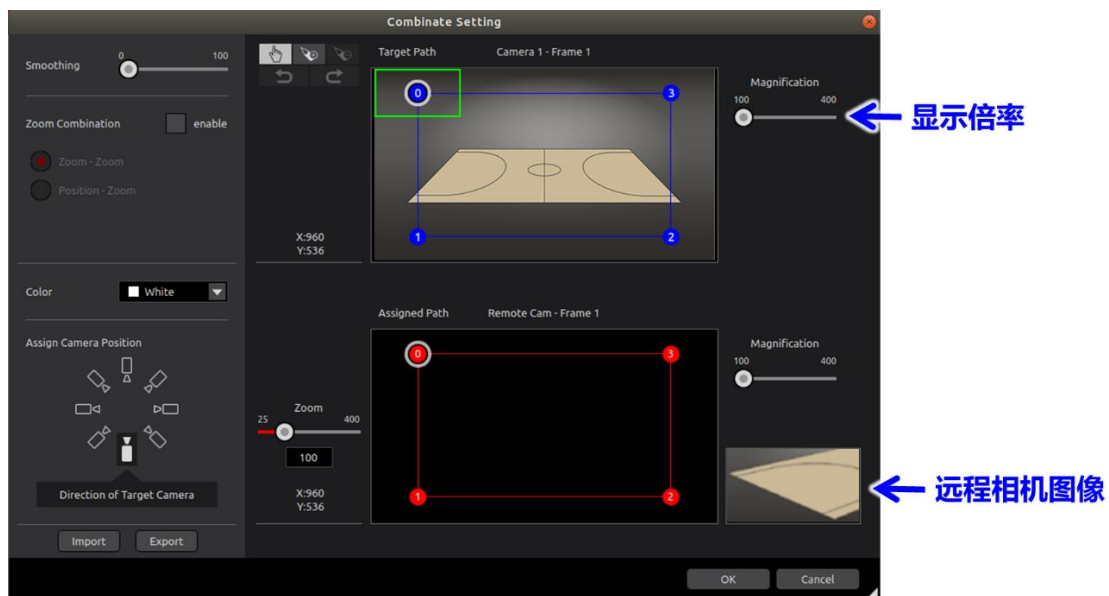 Combinate Setting
Smoothing
0
100
Zoom Combination
enable
Zoom - Zoom
Position - Zoom
Color
White
Assign Camera Position
Direction of Target Camera
Import
Export
Target Path
Camera 1 - Frame 1
0
3
1
2
X:960
Y:536
Magnification
100
400
显示倍率
Assigned Path
Remote Cam - Frame 1
0
3
1
2
Zoom
25
400
100
X:960
Y:536
Magnification
100
400
远程相机图像
OK
Cancel